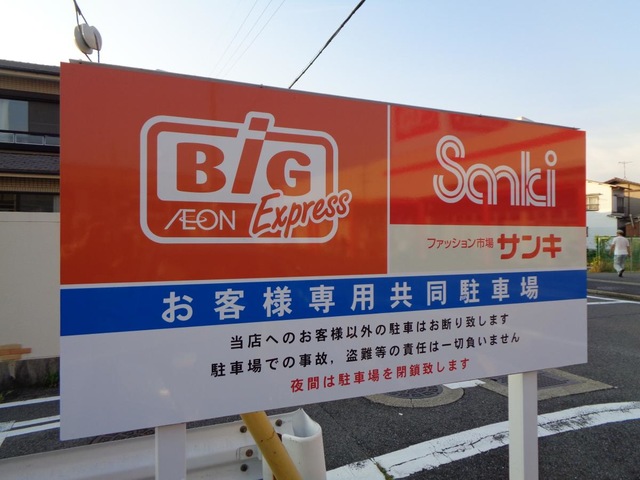 BiG
ÆON Express
Sanki
ファッション市場 サンキ
お客様専用共同駐車場
当店へのお客様以外の駐車はお断り致します
駐車場での事故，盗難等の責任は一切負いません
夜間は駐車場を閉鎖致します